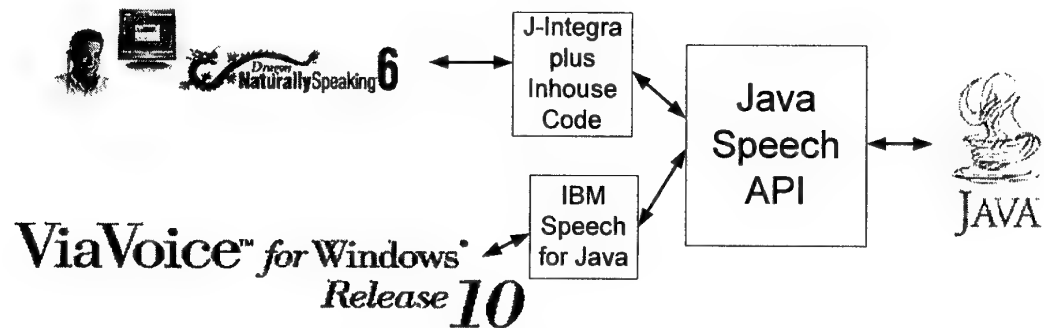 Dragon
NaturallySpeaking 6
J-Integra
plus
Inhouse
Code
Java
Speech
API
JAVA
IBM
Speech
for Java
ViaVoice™ for Windows®
Release 10